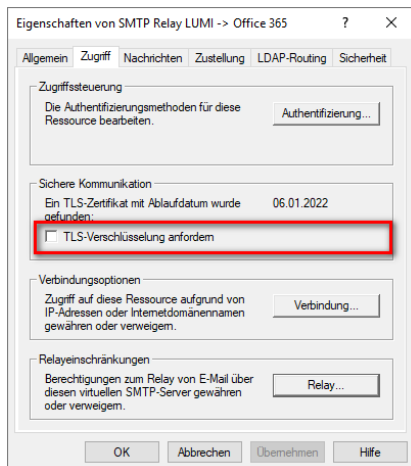 Eigenschaften von SMTP Relay LUMI -> Office 365 ? ×
Allgemein Zugriff Nachrichten Zustellung LDAP-Routing Sicherheit
Zugriffssteuerung
Die Authentifizierungsmethoden für diese
Ressource bearbeiten.
Authentifizierung...
Sichere Kommunikation
Ein TLS-Zertifikat mit Ablaufdatum wurde
gefunden:
06.01.2022
TLS-Verschlüsselung anfordern
Verbindungsoptionen
Zugriff auf diese Ressource aufgrund von
IP-Adressen oder Internetdomänennamen
gewähren oder verweigern.
Verbindung...
Relayeinschränkungen
Berechtigungen zum Relay von E-Mail über
diesen virtuellen SMTP-Server gewähren
oder verweigern.
Relay...
OK Abbrechen Übernehmen Hilfe